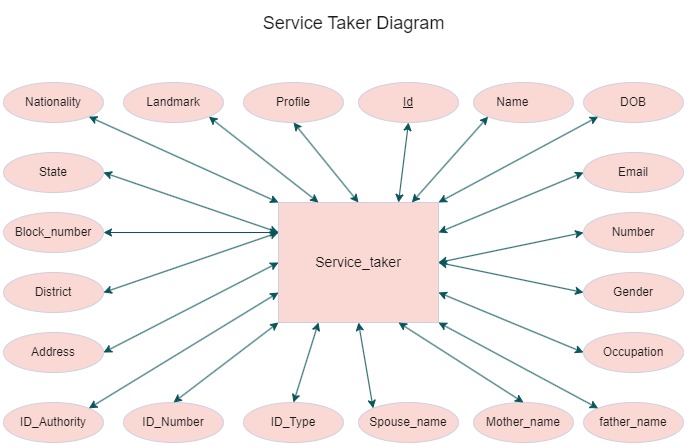 Service Taker Diagram
Nationality
Landmark
Profile
Id
Name
DOB
State
Email
Block_number
Number
Service_taker
District
Gender
Address
Occupation
ID_Authority
ID_Number
ID_Type
Spouse_name
Mother_name
father_name